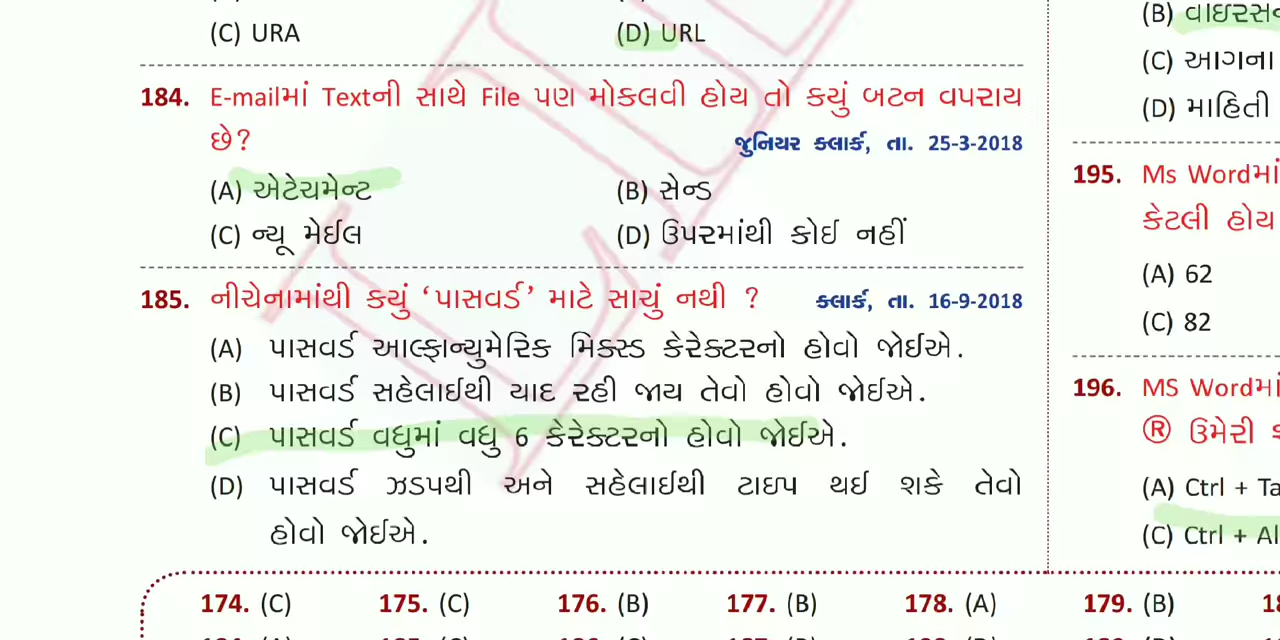 (C) URA (D) URL
184. E-mailમાં Textની સાથે File પણ મોકલવી હોય તો કયું બટન વપરાય
છે? જુનિયર ક્લાર્ક, તા. 25-3-2018
(A) એટેચમેન્ટ (B) સેન્ડ
(C) ન્યૂ મેઈલ (D) ઉપરમાંથી કોઈ નહીં
185. નીચેનામાંથી કયું ‘પાસવર્ડ’ માટે સાચું નથી ? ક્લાર્ક, તા. 16-9-2018
(A) પાસવર્ડ આલ્ફાન્યુમેરિક મિક્સ્ડ કેરેક્ટરનો હોવો જોઈએ.
(B) પાસવર્ડ સહેલાઈથી યાદ રહી જાય તેવો હોવો જોઈએ.
(C) પાસવર્ડ વધુમાં વધુ 6 કેરેક્ટરનો હોવો જોઈએ.
(D) પાસવર્ડ ઝડપથી અને સહેલાઈથી ટાઇપ થઈ શકે તેવો
હોવો જોઈએ.
(B)
(C) આગના
(D) માહિતી
195. Ms Wordમાં
કેટલી હોય
(A) 62
(C) 82
196. MS Wordમાં
® ઉમેરી
(A) Ctrl +
(C) Ctrl +
174. (C) 175. (C) 176. (B) 177. (B) 178. (A) 179. (B)